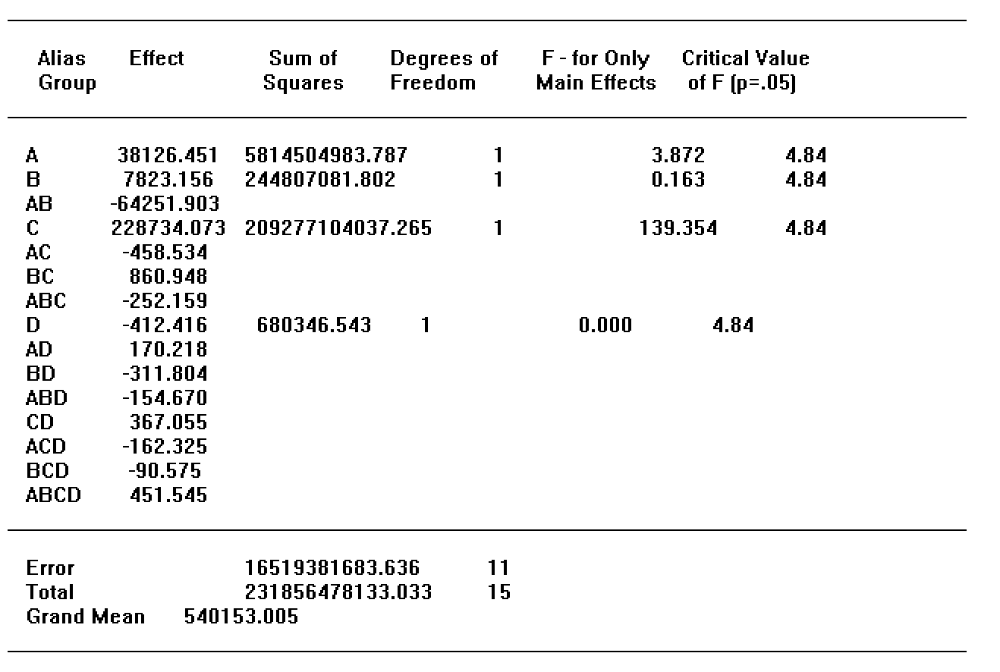 Alias Effect Sum of Degrees of F - for Only Critical Value
Group Squares Freedom Main Effects of F (p=.05)
A 38126.451 5814504983.787 1 3.872 4.84
B 7823.156 244807081.802 1 0.163 4.84
AB -64251.903
C 228734.073 209277104037.265 1 139.354 4.84
AC -458.534
BC 860.948
ABC -252.159
D -412.416 680346.543 1 0.000 4.84
AD 170.218
BD -311.804
ABD -154.670
CD 367.055
ACD -162.325
BCD -90.575
ABCD 451.545
Error 16519381683.636 11
Total 231856478133.033 15
Grand Mean 540153.005